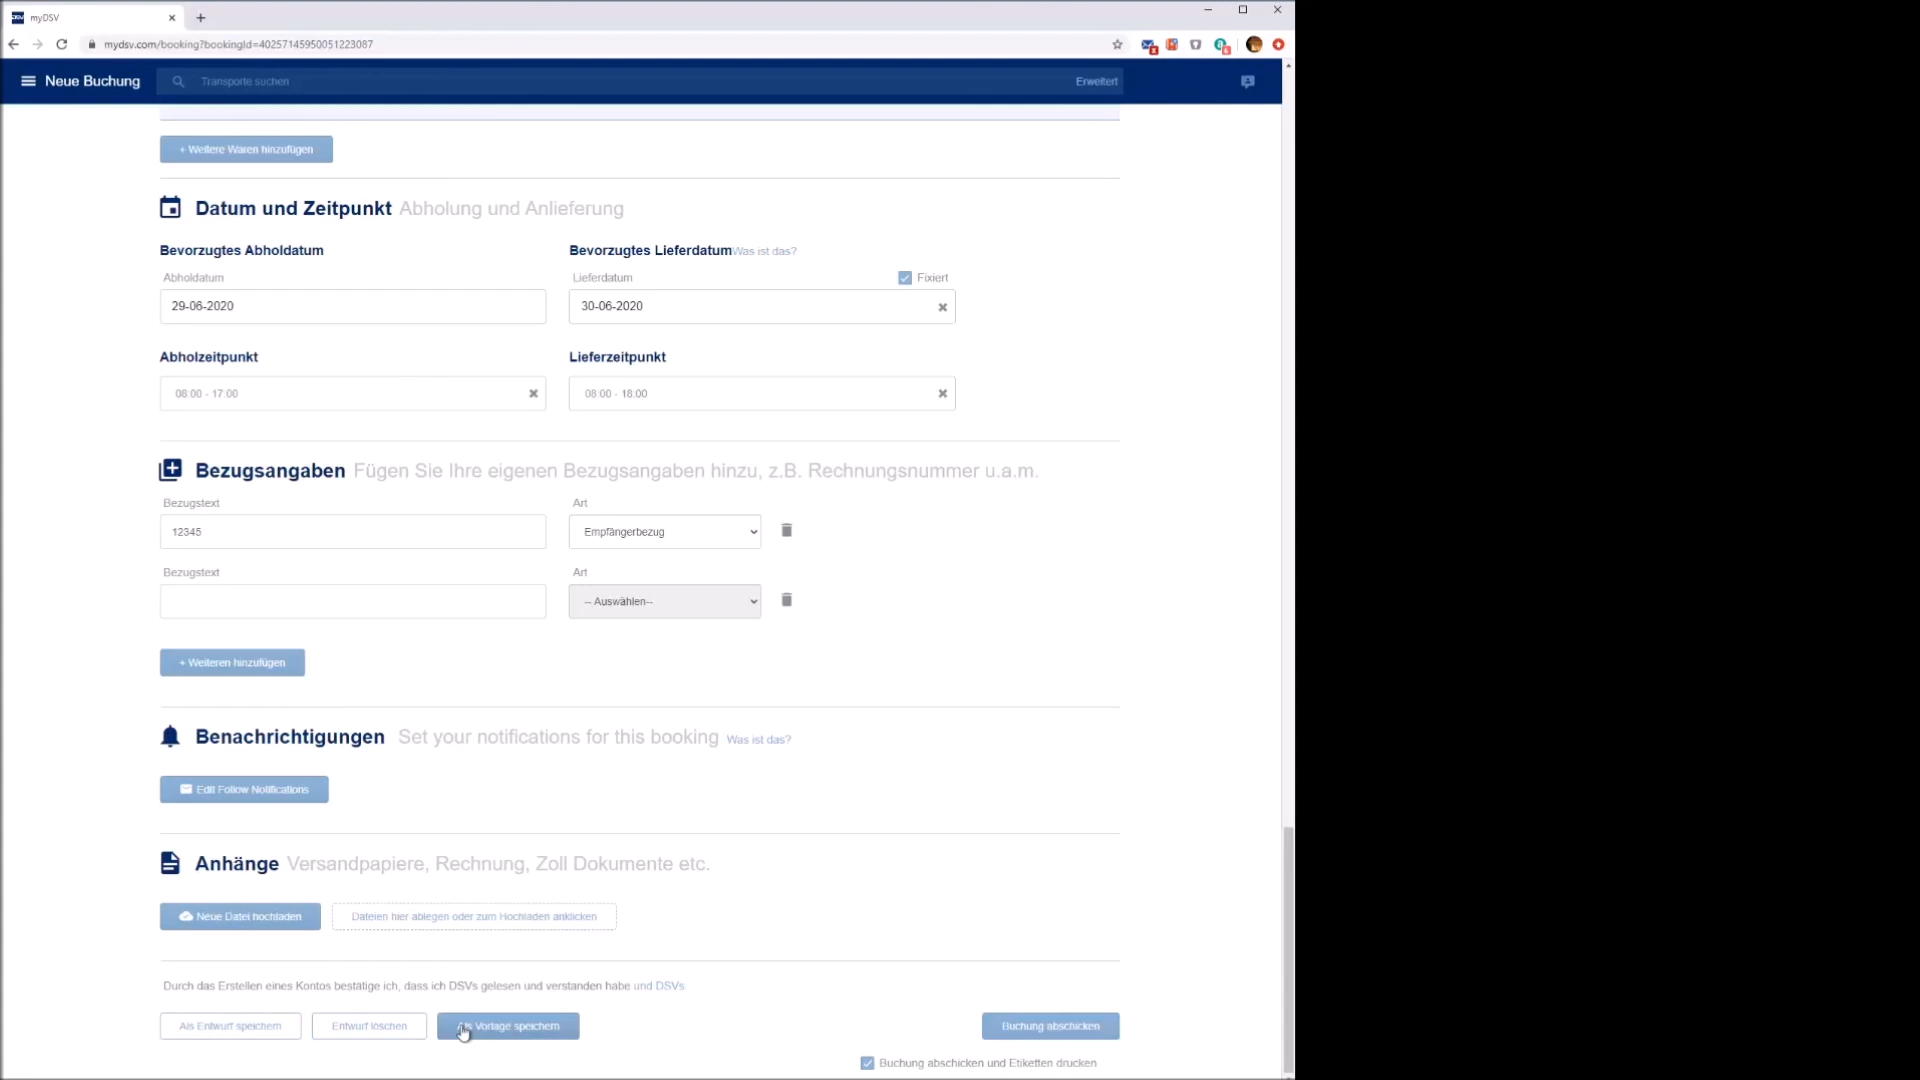 myDSV
mydsv.com/booking?bookingId=40257145950051223087
Neue Buchung
Transporte suchen
Erweitert
+ Weitere Waren hinzufügen
Datum und Zeitpunkt Abholung und Anlieferung
Bevorzugtes Abholdatum
Bevorzugtes Lieferdatum Was ist das?
Abholdatum
Lieferdatum
Fixiert
29-06-2020
30-06-2020
Abholzeitpunkt
Lieferzeitpunkt
08:00 - 17:00
08:00 - 18:00
Bezugsangaben Fügen Sie Ihre eigenen Bezugsangaben hinzu, z.B. Rechnungsnummer u.a.m.
Bezugstext
Art
12345
Empfängerbezug
Bezugstext
Art
-- Auswählen--
+ Weiteren hinzufügen
Benachrichtigungen Set your notifications for this booking Was ist das?
Edit Follow Notifications
Anhänge Versandpapiere, Rechnung, Zoll Dokumente etc.
Neue Datei hochladen
Dateien hier ablegen oder zum Hochladen anklicken
Durch das Erstellen eines Kontos bestätige ich, dass ich DSVs gelesen und verstanden habe und DSVs
Als Entwurf speichern
Entwurf löschen
Als Vorlage speichern
Buchung abschicken
Buchung abschicken und Etiketten drucken